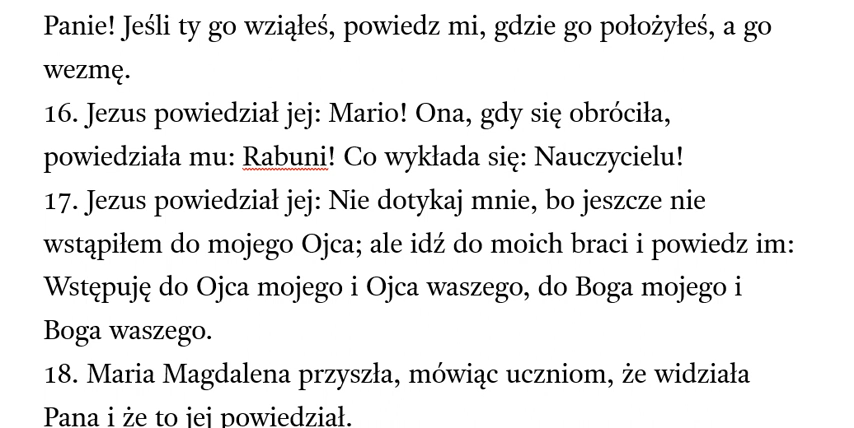 Panie! Jeśli ty go wziąłeś, powiedz mi, gdzie go położyłeś, a go
wezmę.
16. Jezus powiedział jej: Mario! Ona, gdy się obróciła,
powiedziała mu: Rabuni! Co wykłada się: Nauczycielu!
17. Jezus powiedział jej: Nie dotykaj mnie, bo jeszcze nie
wstąpiłem do mojego Ojca; ale idź do moich braci i powiedz im:
Wstępuję do Ojca mojego i Ojca waszego, do Boga mojego i
Boga waszego.
18. Maria Magdalena przyszła, mówiąc uczniom, że widziała
Pana i że to jej powiedział.